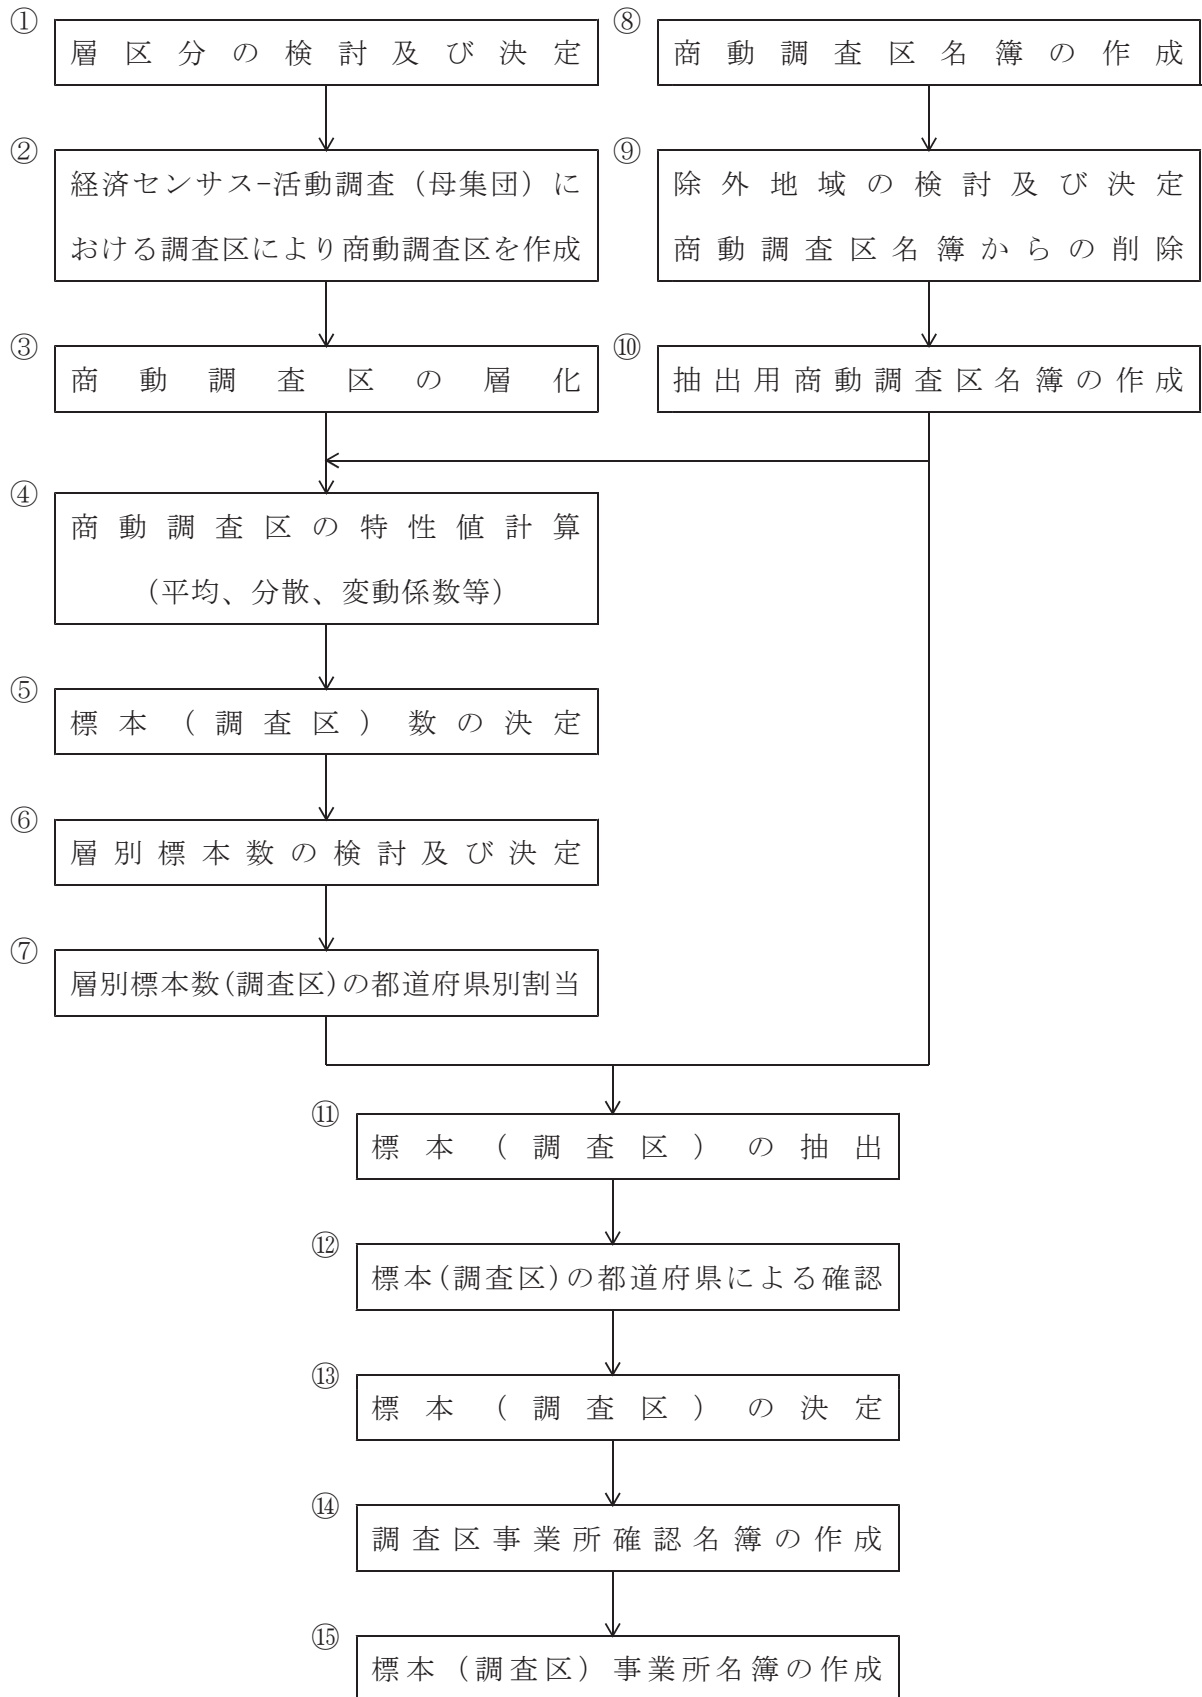 ①
層区分の検討及び決定
②
経済センサス−活動調査（母集団）に
おける調査区により商動調査区を作成
③
商動調査区の層化
④
商動調査区の特性値計算
（平均、分散、変動係数等）
⑤
標本（調査区）数の決定
⑥
層別標本数の検討及び決定
⑦
層別標本数(調査区)の都道府県別割当
⑧
商動調査区名簿の作成
⑨
除外地域の検討及び決定
商動調査区名簿からの削除
⑩
抽出用商動調査区名簿の作成
⑪
標本（調査区）の抽出
⑫
標本(調査区)の都道府県による確認
⑬
標本（調査区）の決定
⑭
調査区事業所確認名簿の作成
⑮
標本（調査区）事業所名簿の作成